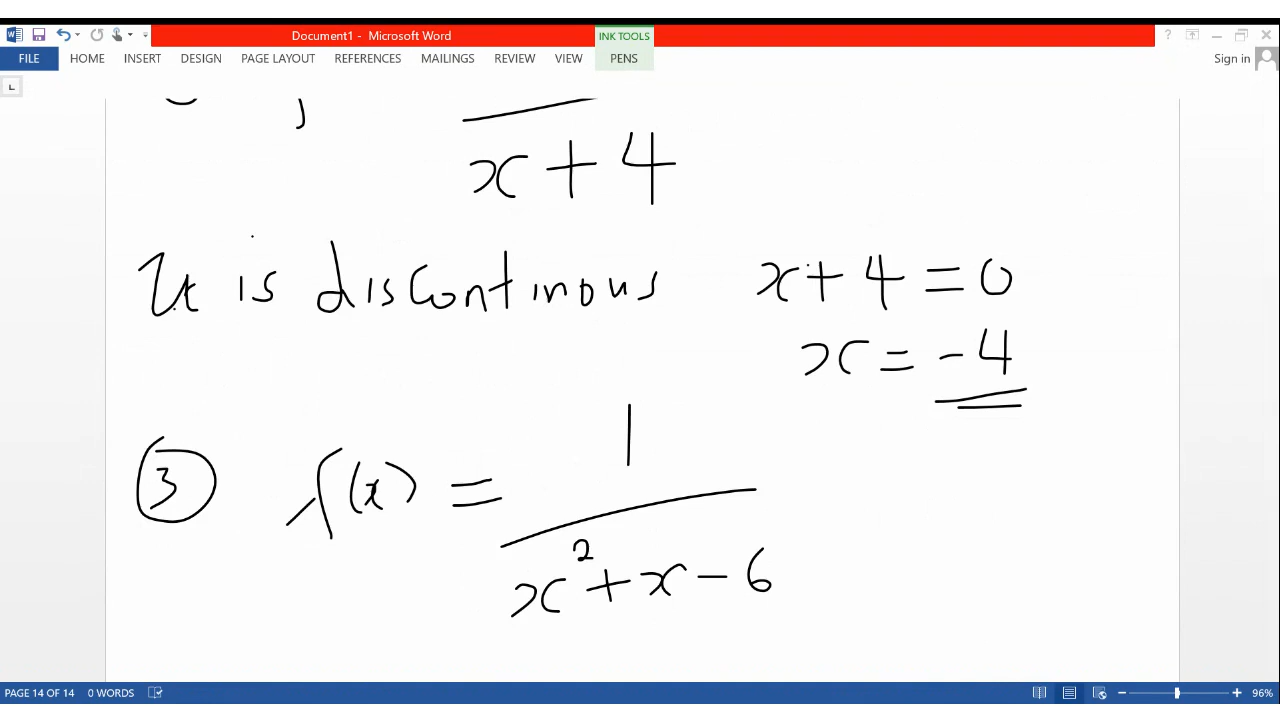 Document1 - Microsoft Word
INK TOOLS
FILE HOME INSERT DESIGN PAGE LAYOUT REFERENCES MAILINGS REVIEW VIEW PENS
Sign in
x + 4
It is discontinous x + 4 = 0
x = -4
③ f(x) = 1
x² + x - 6
PAGE 14 OF 14 0 WORDS
96%